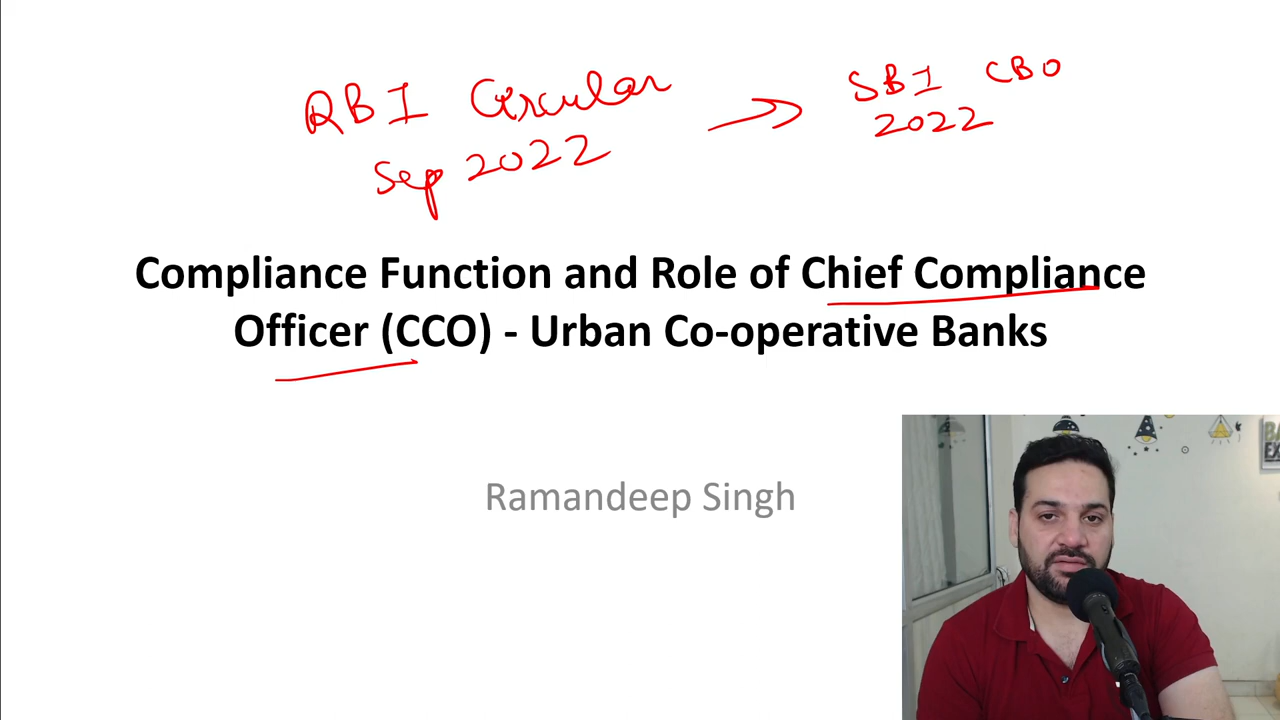 RBI Circular
Sep 2022
SBI CBO
2022
Compliance Function and Role of Chief Compliance
Officer (CCO) - Urban Co-operative Banks
Ramandeep Singh